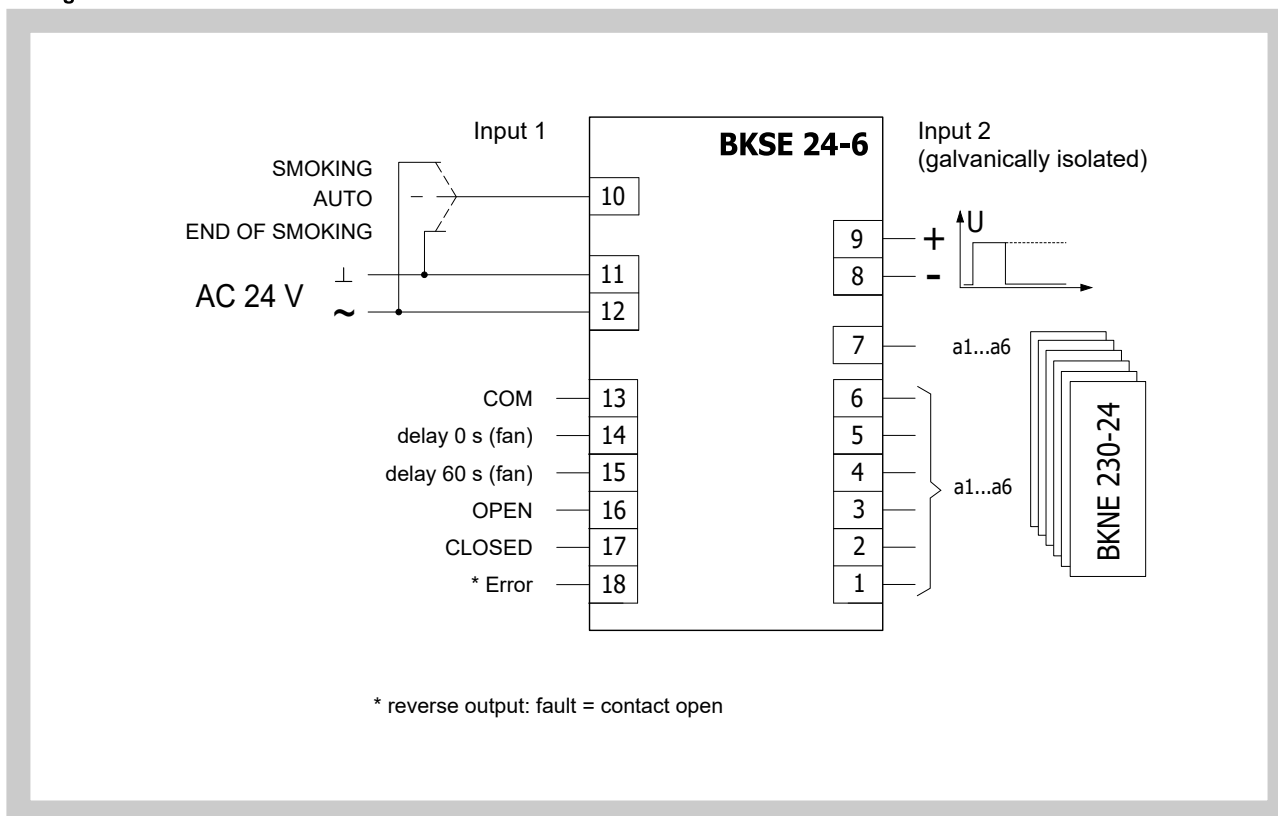 Input 1
BKSE 24-6
Input 2
(galvanically isolated)
SMOKING
AUTO
END OF SMOKING
AC 24 V
⊥
~
10
11
12
9
8
+
-
U
7
a1...a6
COM
13
delay 0 s (fan)
14
delay 60 s (fan)
15
OPEN
16
CLOSED
17
* Error
18
6
5
4
3
2
1
a1...a6
BKNE 230-24
* reverse output: fault = contact open